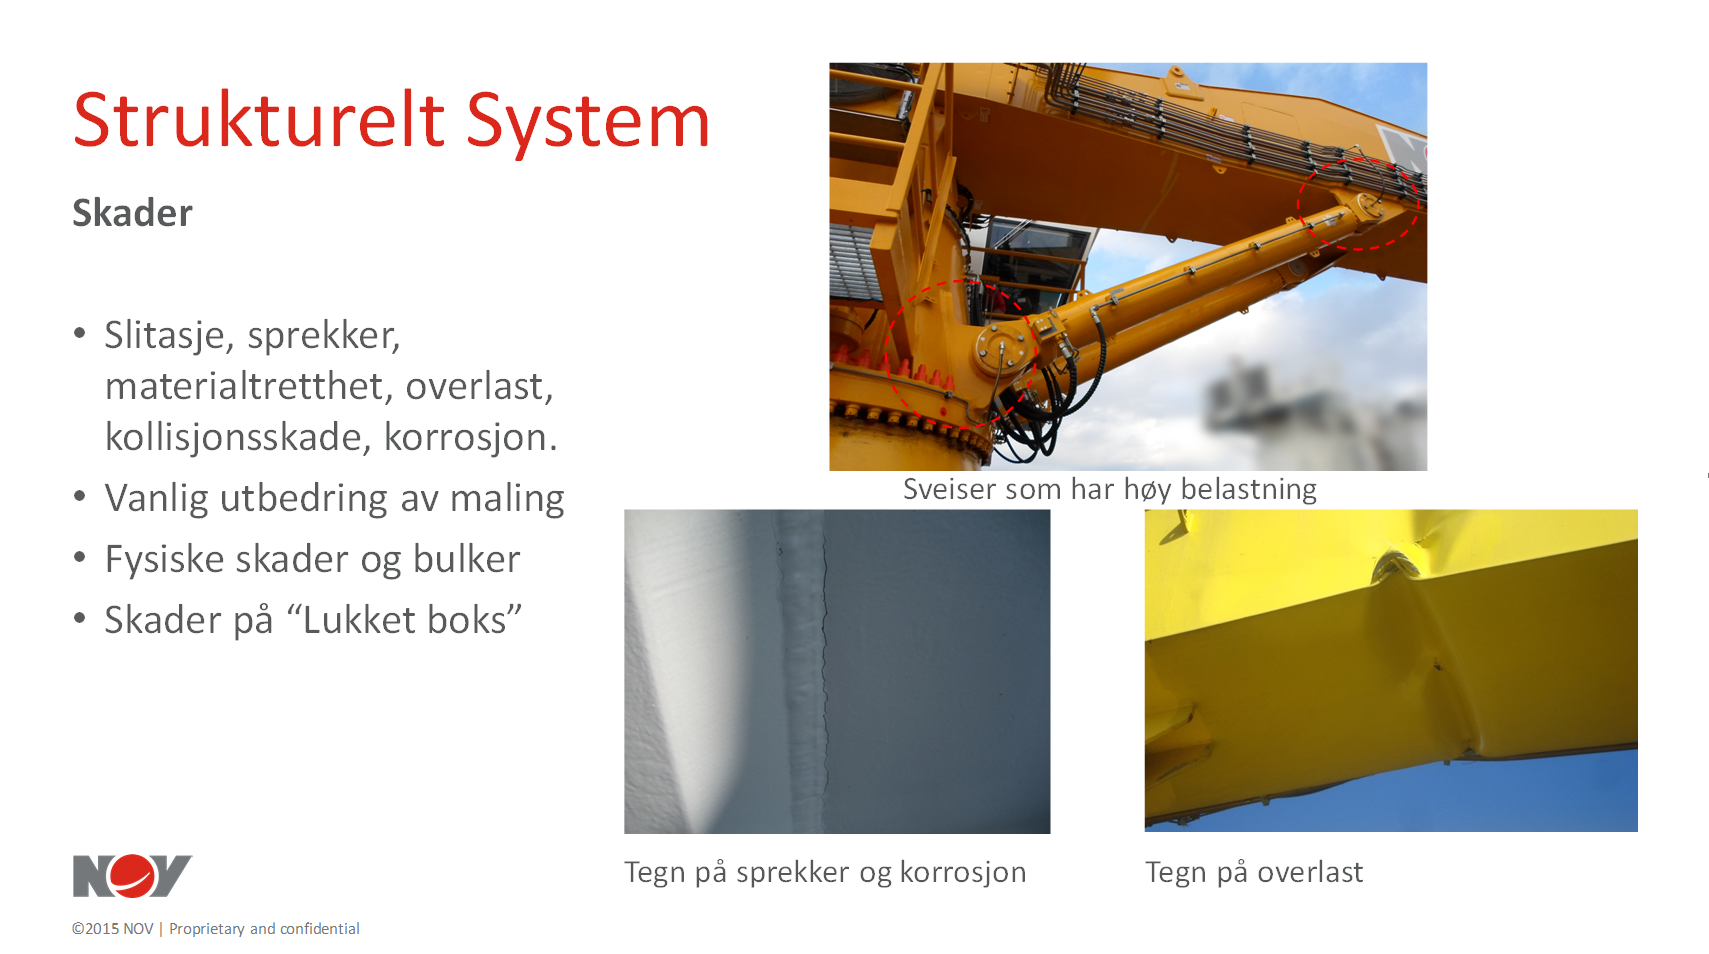 Strukturelt System
Skader
• Slitasje, sprekker,
materialtretthet, overlast,
kollisjonsskade, korrosjon.
• Vanlig utbedring av maling
• Fysiske skader og bulker
• Skader på “Lukket boks”
Sveiser som har høy belastning
Tegn på sprekker og korrosjon
Tegn på overlast
NOV
©2015 NOV | Proprietary and confidential